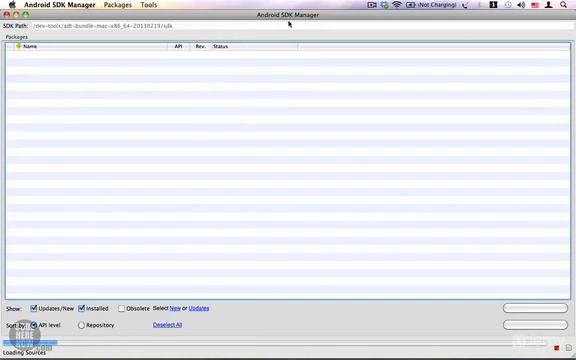 Android SDK Manager Packages Tools (Not Charging)
Android SDK Manager
SDK Path: /dev-tools/adt-bundle-mac-x86_64-20130219/sdk
Packages
Name API Rev. Status
Show: Updates/New Installed Obsolete Select New or Updates
Sort by: API level Repository Deselect All
Loading Sources